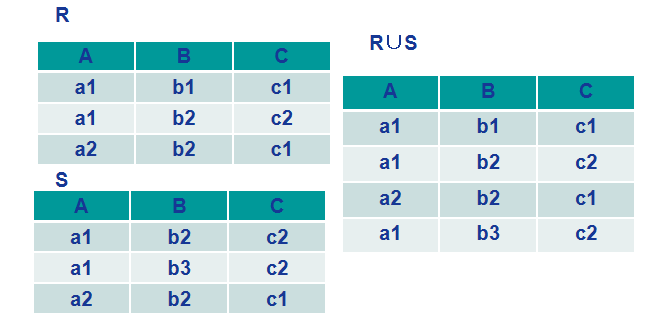 R
A B C
a1 b1 c1
a1 b2 c2
a2 b2 c1
S
A B C
a1 b2 c2
a1 b3 c2
a2 b2 c1
R∪S
A B C
a1 b1 c1
a1 b2 c2
a2 b2 c1
a1 b3 c2